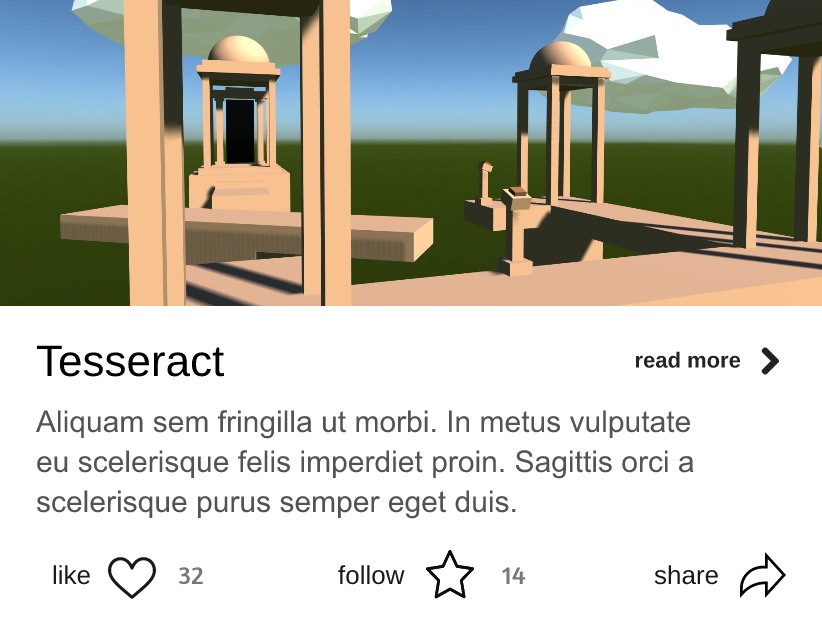 Tesseract
read more
Aliquam sem fringilla ut morbi. In metus vulputate
eu scelerisque felis imperdiet proin. Sagittis orci a
scelerisque purus semper eget duis.
like 32 follow 14 share